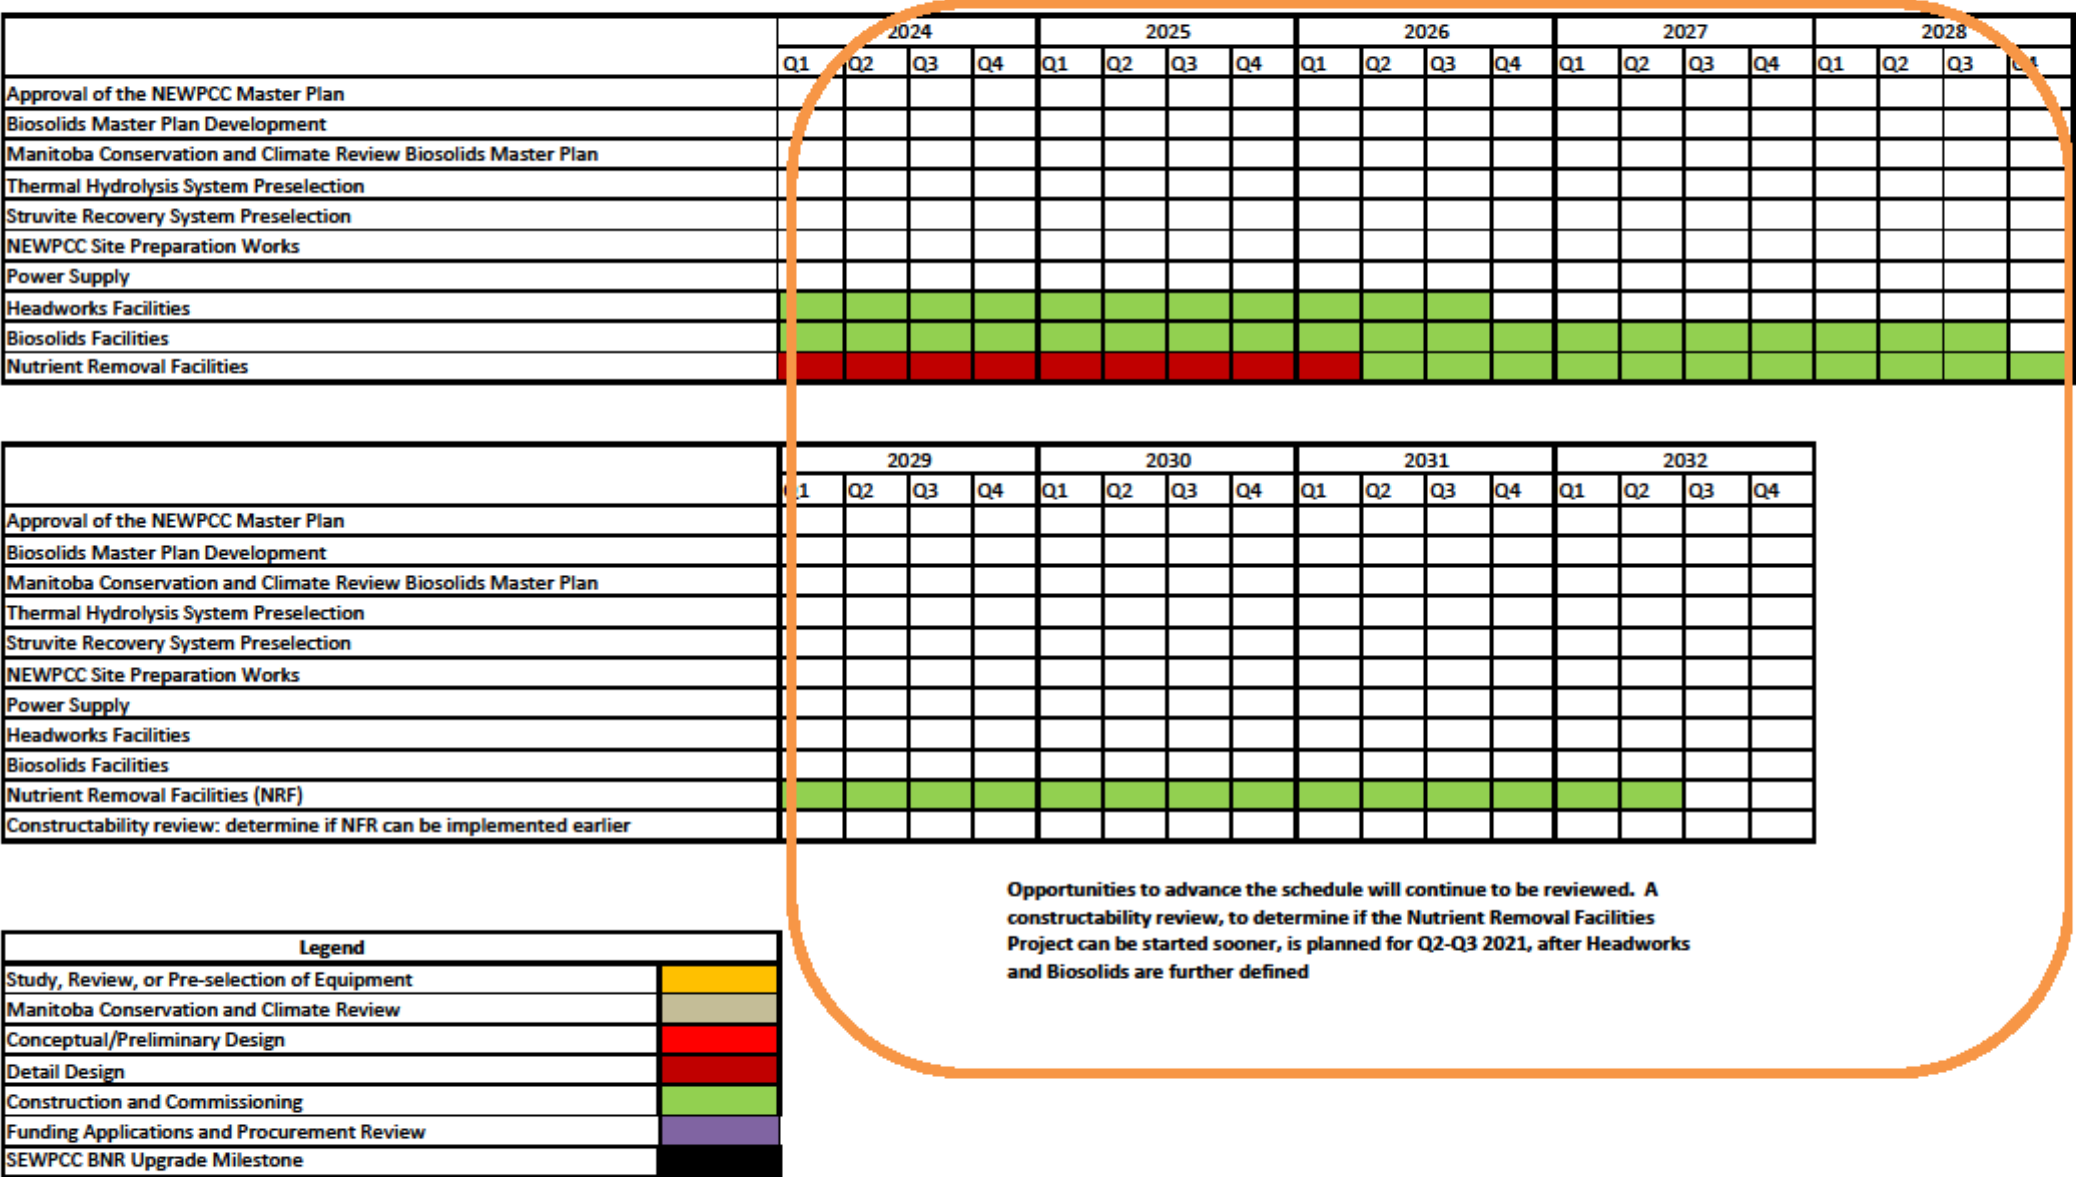 2024 2025 2026 2027 2028
Q1 Q2 Q3 Q4 Q1 Q2 Q3 Q4 Q1 Q2 Q3 Q4 Q1 Q2 Q3 Q4 Q1 Q2 Q3 Q4
Approval of the NEWPCC Master Plan
Biosolids Master Plan Development
Manitoba Conservation and Climate Review Biosolids Master Plan
Thermal Hydrolysis System Preselection
Struvite Recovery System Preselection
NEWPCC Site Preparation Works
Power Supply
Headworks Facilities
Biosolids Facilities
Nutrient Removal Facilities
2029 2030 2031 2032
Q1 Q2 Q3 Q4 Q1 Q2 Q3 Q4 Q1 Q2 Q3 Q4 Q1 Q2 Q3 Q4
Approval of the NEWPCC Master Plan
Biosolids Master Plan Development
Manitoba Conservation and Climate Review Biosolids Master Plan
Thermal Hydrolysis System Preselection
Struvite Recovery System Preselection
NEWPCC Site Preparation Works
Power Supply
Headworks Facilities
Biosolids Facilities
Nutrient Removal Facilities (NRF)
Constructability review: determine if NFR can be implemented earlier
Opportunities to advance the schedule will continue to be reviewed. A
constructability review, to determine if the Nutrient Removal Facilities
Project can be started sooner, is planned for Q2-Q3 2021, after Headworks
and Biosolids are further defined
Legend
Study, Review, or Pre-selection of Equipment
Manitoba Conservation and Climate Review
Conceptual/Preliminary Design
Detail Design
Construction and Commissioning
Funding Applications and Procurement Review
SEWPCC BNR Upgrade Milestone